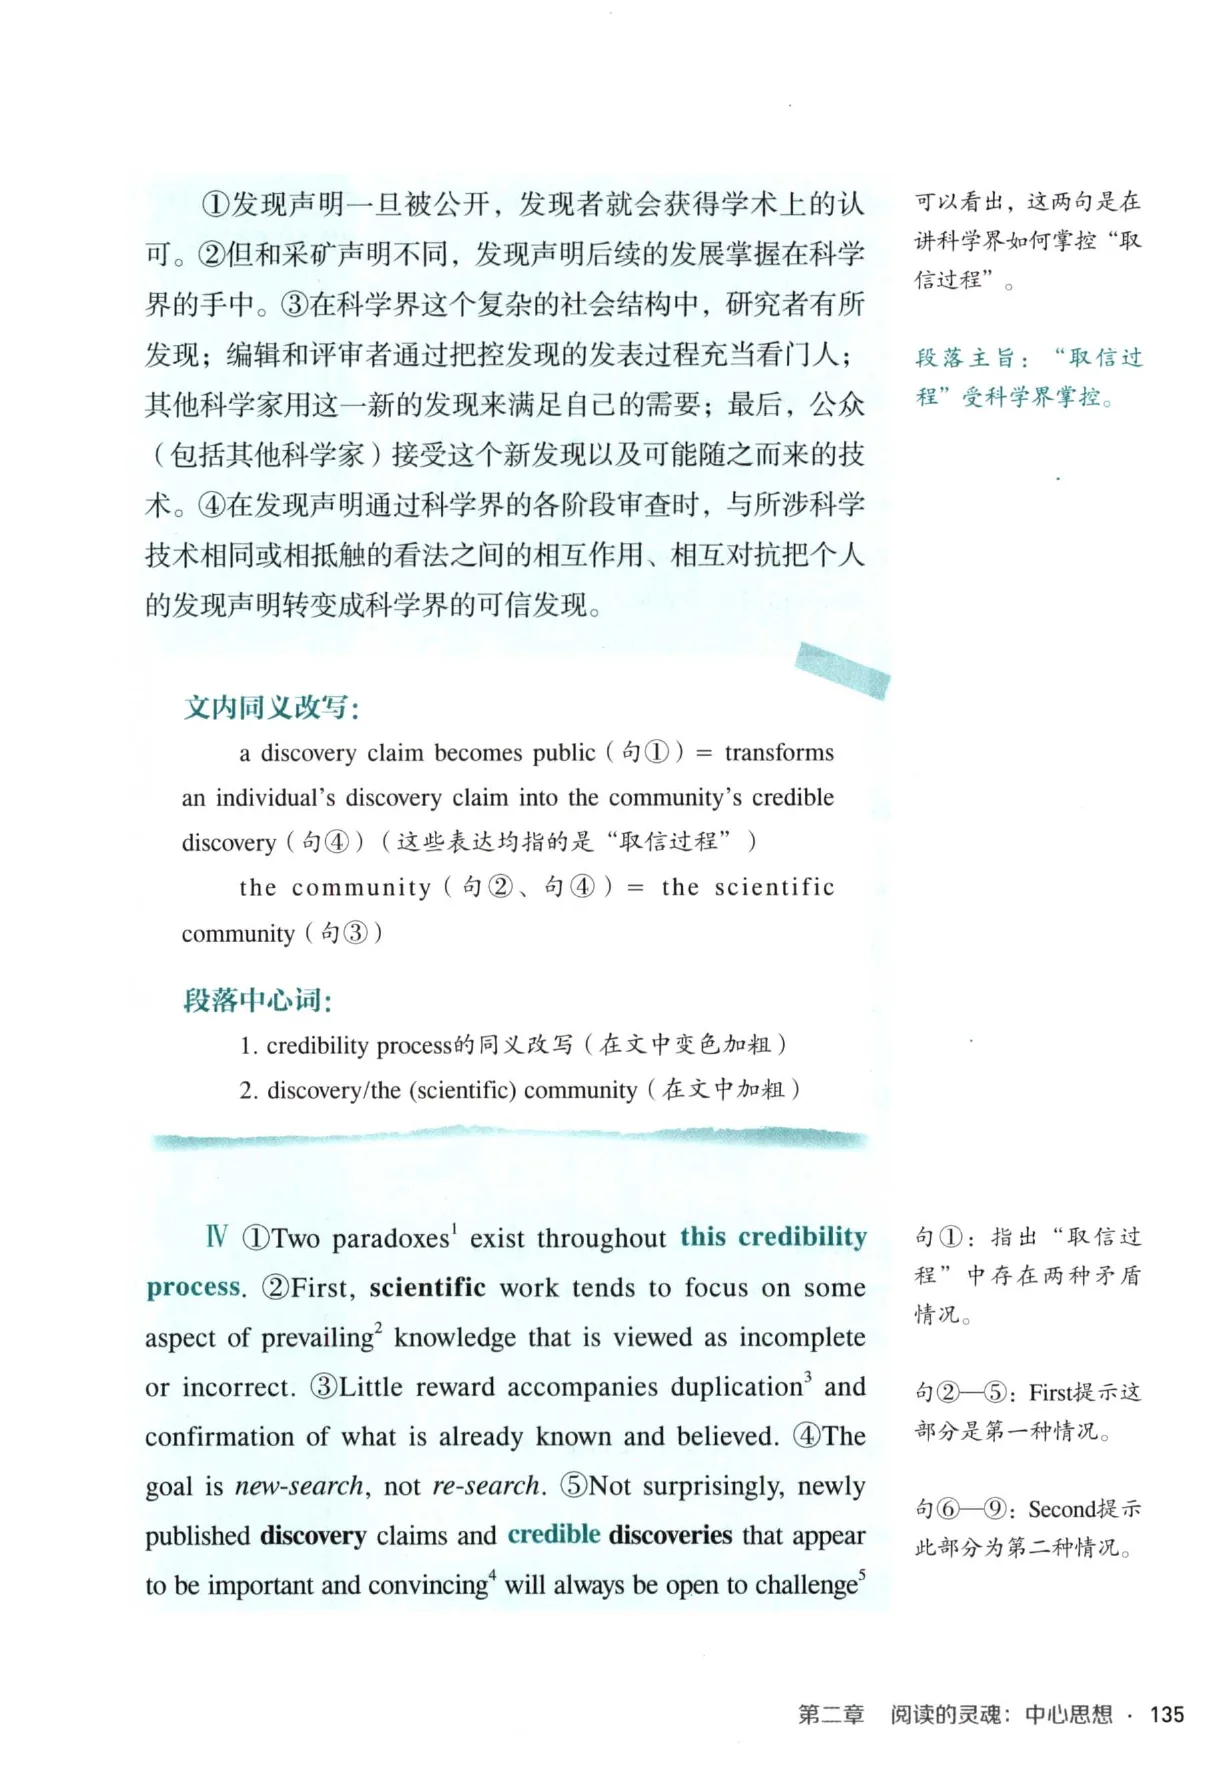 ①发现声明一旦被公开，发现者就会获得学术上的认
可。②但和采矿声明不同，发现声明后续的发展掌握在科学
界的手中。③在科学界这个复杂的社会结构中，研究者有所
发现；编辑和评审者通过把控发现的发表过程充当看门人；
其他科学家用这一新的发现来满足自己的需要；最后，公众
（包括其他科学家）接受这个新发现以及可能随之而来的技
术。④在发现声明通过科学界的各阶段审查时，与所涉科学
技术相同或相抵触的看法之间的相互作用、相互对抗把个人
的发现声明转变成科学界的可信发现。
可以看出，这两句是在
讲科学界如何掌控“取
信过程”。
段落主旨：“取信过
程”受科学界掌控。
文内同义改写：
a discovery claim becomes public（句①）= transforms
an individual's discovery claim into the community's credible
discovery（句④）（这些表达均指的是“取信过程”）
the community（句②、句④）= the scientific
community（句③）
段落中心词：
1. credibility process的同义改写（在文中变色加粗）
2. discovery/the (scientific) community（在文中加粗）
Ⅳ ①Two paradoxes¹ exist throughout this credibility
process. ②First, scientific work tends to focus on some
aspect of prevailing² knowledge that is viewed as incomplete
or incorrect. ③Little reward accompanies duplication³ and
confirmation of what is already known and believed. ④The
goal is new-search, not re-search. ⑤Not surprisingly, newly
published discovery claims and credible discoveries that appear
to be important and convincing⁴ will always be open to challenge⁵
句①：指出“取信过
程”中存在两种矛盾
情况。
句②—⑤：First提示这
部分是第一种情况。
句⑥—⑨：Second提示
此部分为第二种情况。
第二章 阅读的灵魂：中心思想 · 135